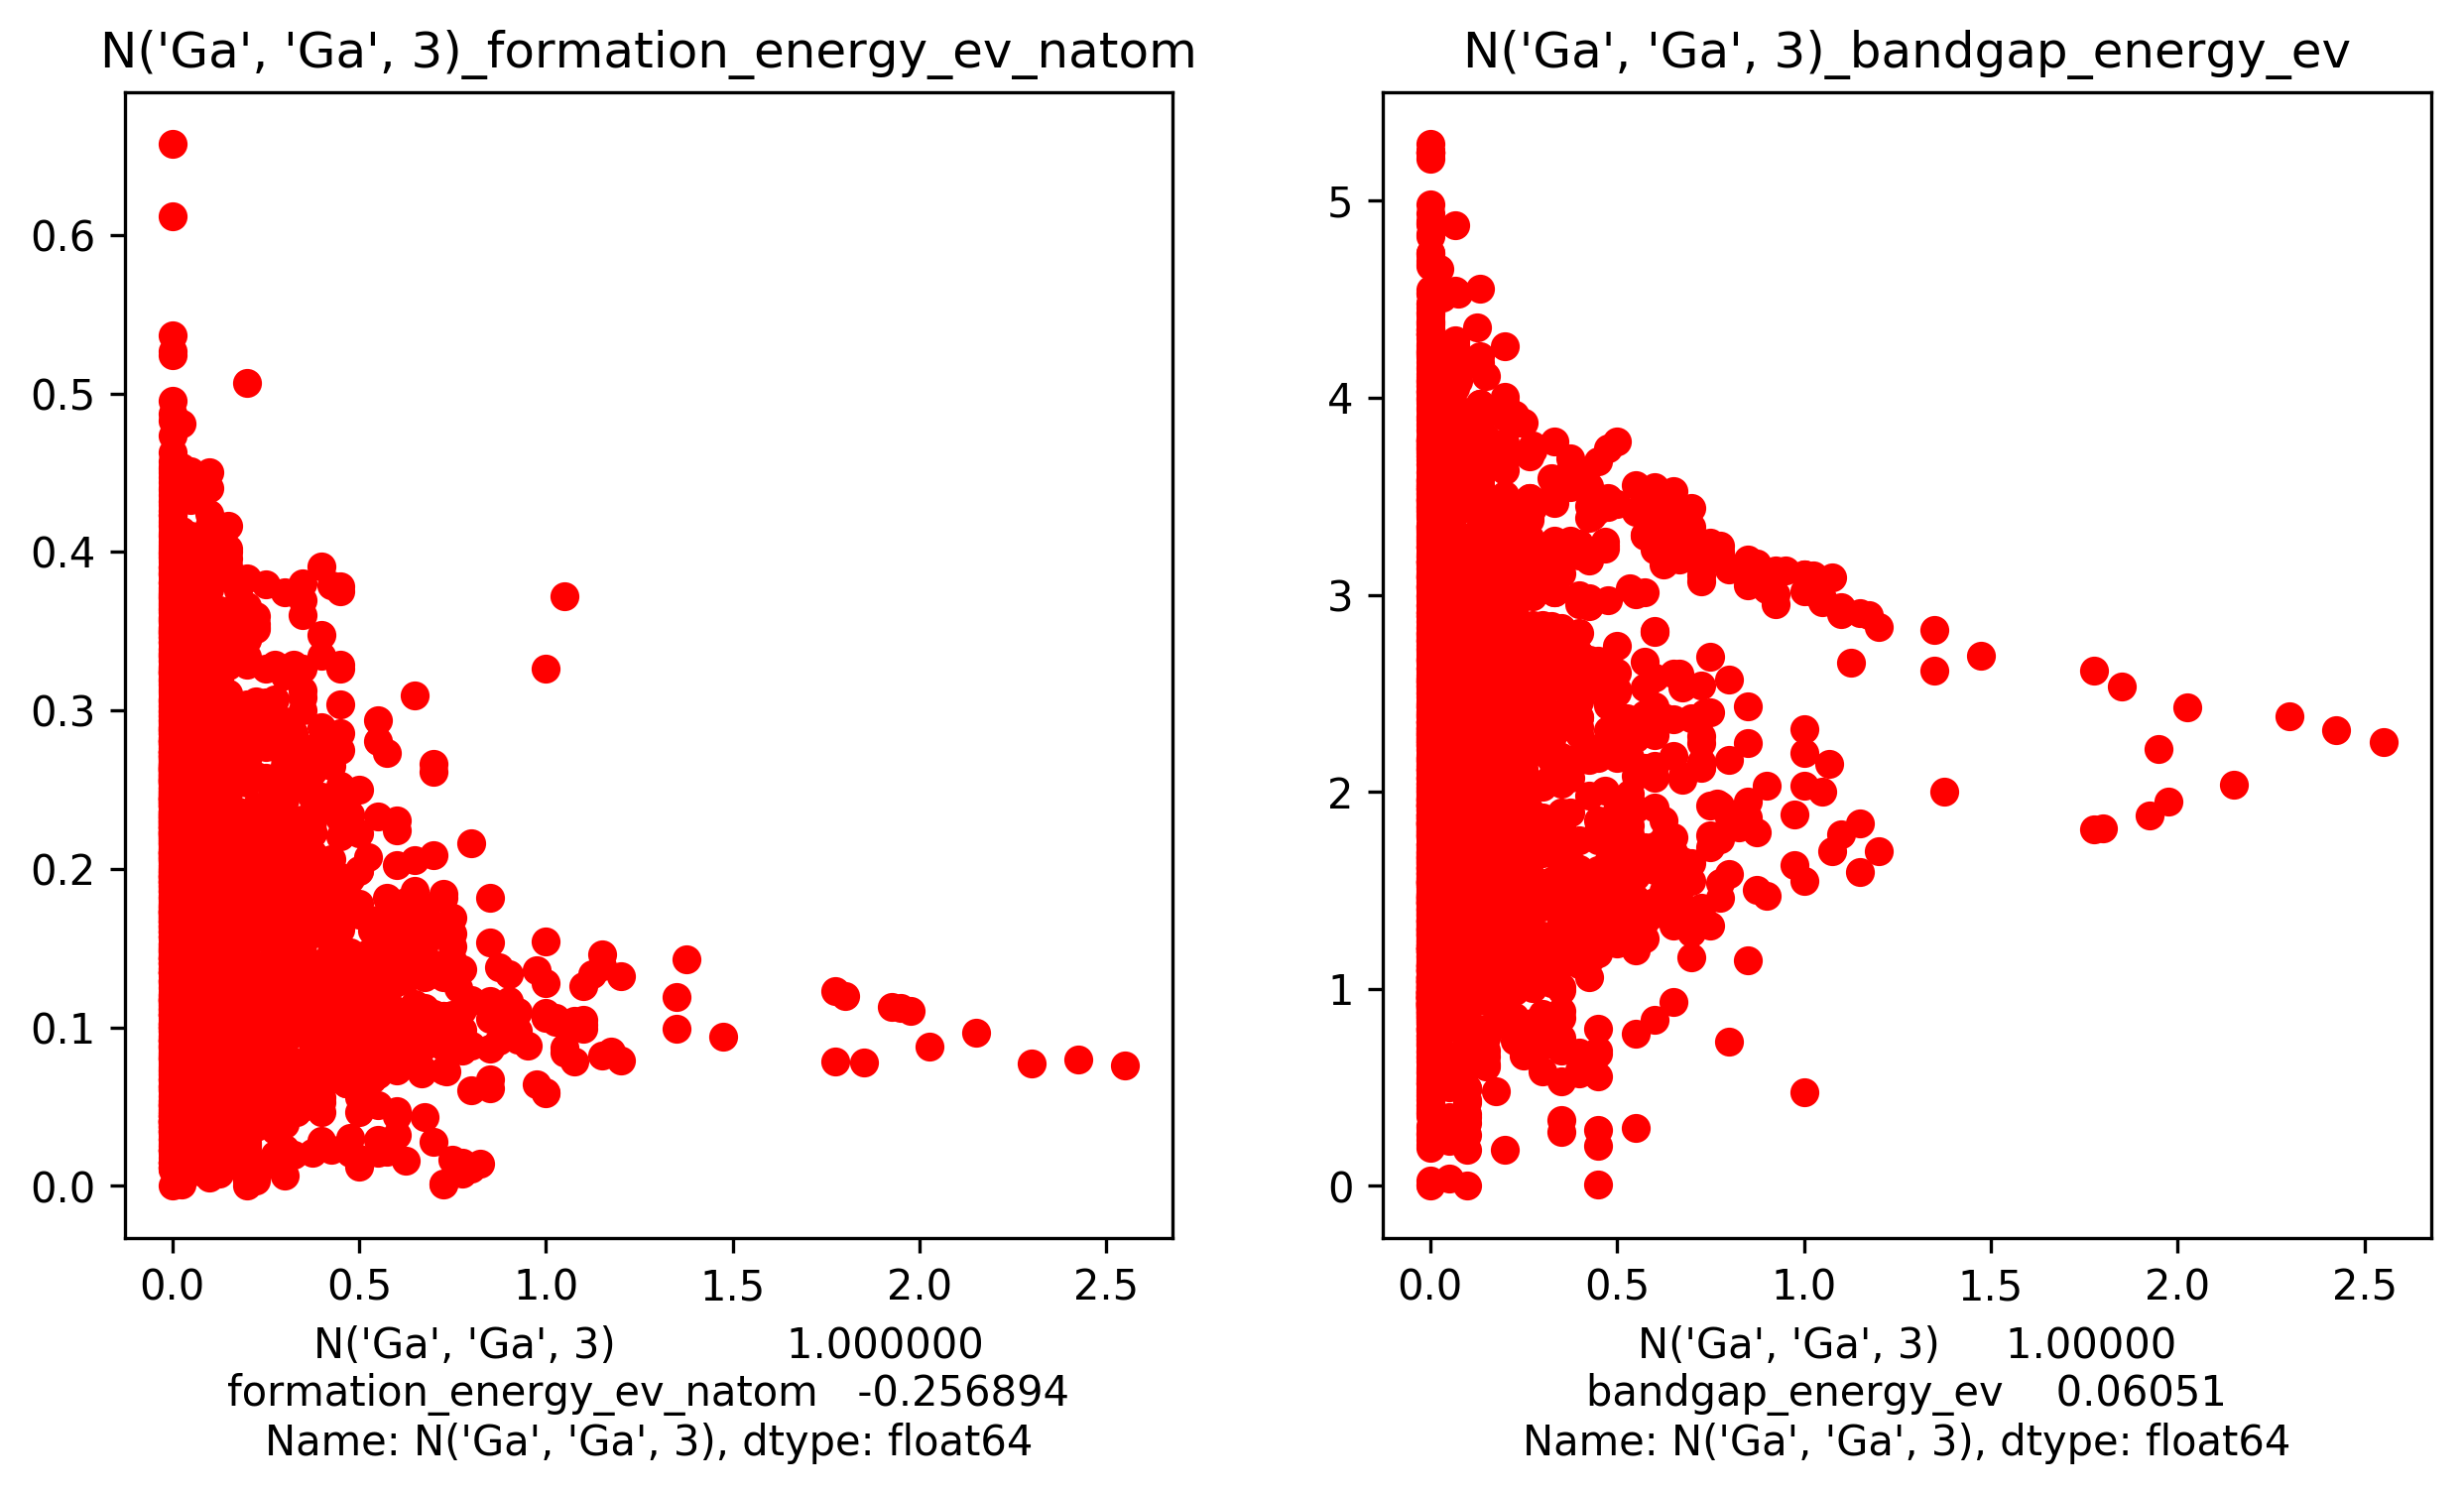 N('Ga', 'Ga', 3)_formation_energy_ev_natom
0.6
0.5
0.4
0.3
0.2
0.1
0.0
0.0 0.5 1.0 1.5 2.0 2.5
N('Ga', 'Ga', 3) 1.000000
formation_energy_ev_natom -0.256894
Name: N('Ga', 'Ga', 3), dtype: float64
N('Ga', 'Ga', 3)_bandgap_energy_ev
5
4
3
2
1
0
0.0 0.5 1.0 1.5 2.0 2.5
N('Ga', 'Ga', 3) 1.00000
bandgap_energy_ev 0.06051
Name: N('Ga', 'Ga', 3), dtype: float64